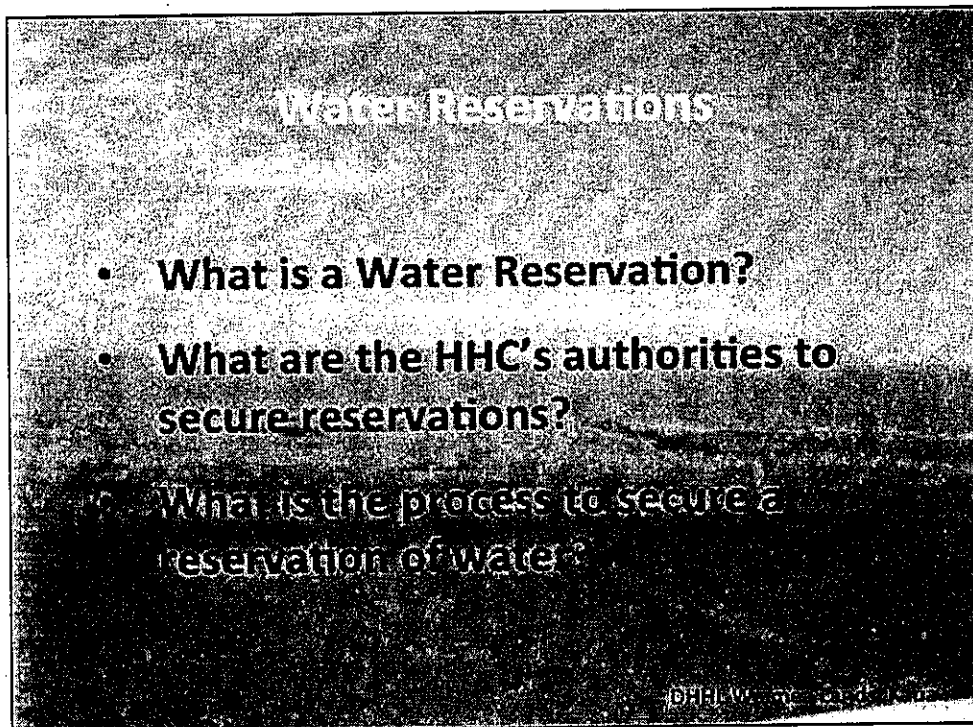 Water Reservations
• What is a Water Reservation?
• What are the HHC's authorities to
secure reservations?
• What is the process to secure a
reservation of water?
DHHL